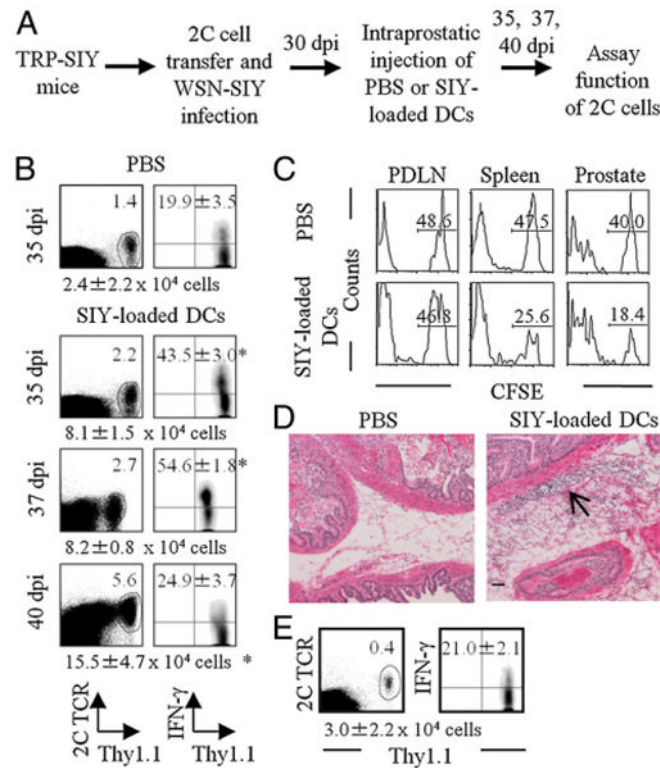 A
TRP-SIY
mice
2C cell
transfer and
WSN-SIY
infection
30 dpi
Intraprostatic
injection of
PBS or SIY-
loaded DCs
35, 37,
40 dpi
Assay
function
of 2C cells
B
PBS
35 dpi
1.4
19.9±3.5
2.4±2.2 x 10⁴ cells
SIY-loaded DCs
35 dpi
2.2
43.5±3.0*
8.1±1.5 x 10⁴ cells
37 dpi
2.7
54.6±1.8*
8.2±0.8 x 10⁴ cells
40 dpi
5.6
24.9±3.7
15.5±4.7 x 10⁴ cells *
2C TCR
Thy1.1
IFN-γ
Thy1.1
C
PDLN
Spleen
Prostate
PBS
48.6
47.5
40.0
Counts
SIY-loaded
DCs
46.8
25.6
18.4
CFSE
D
PBS
SIY-loaded DCs
E
2C TCR
0.4
IFN-γ
21.0±2.1
3.0±2.2 x 10⁴ cells
Thy1.1